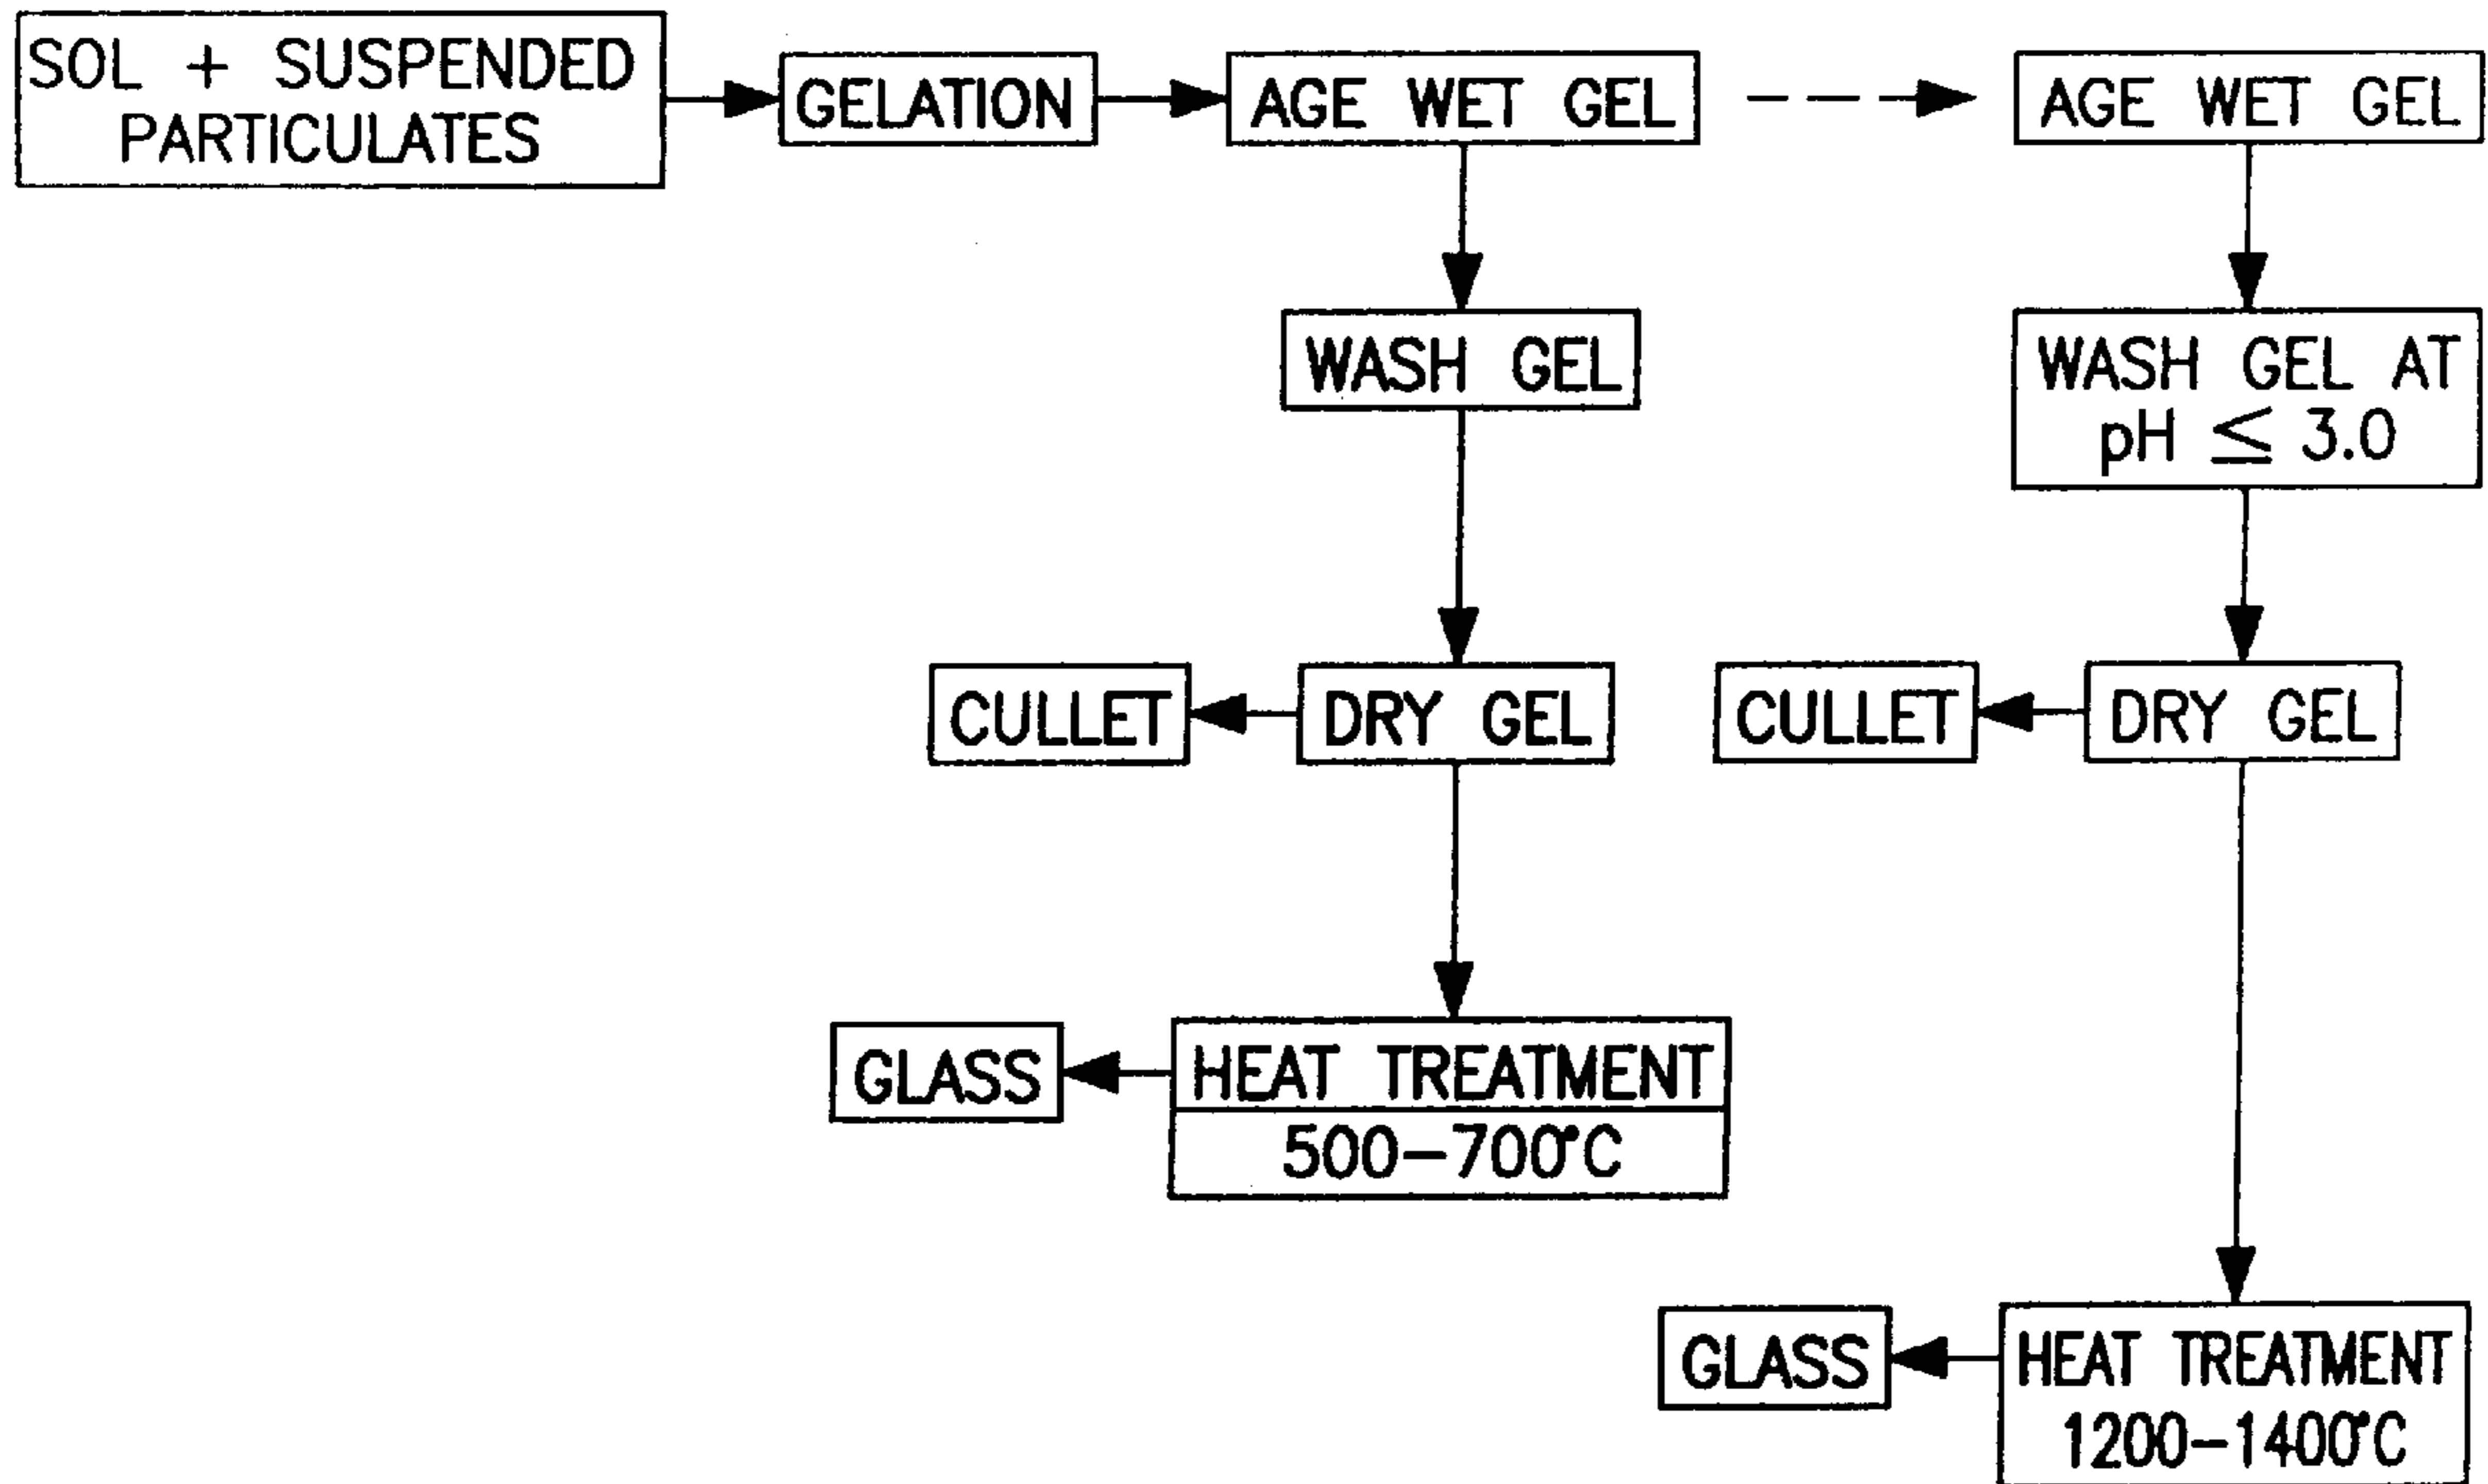 SOL + SUSPENDED
PARTICULATES
GELATION
AGE WET GEL
AGE WET GEL
WASH GEL
WASH GEL AT
pH ≤ 3.0
CULLET
DRY GEL
CULLET
DRY GEL
GLASS
HEAT TREATMENT
500–700°C
GLASS
HEAT TREATMENT
1200–1400°C